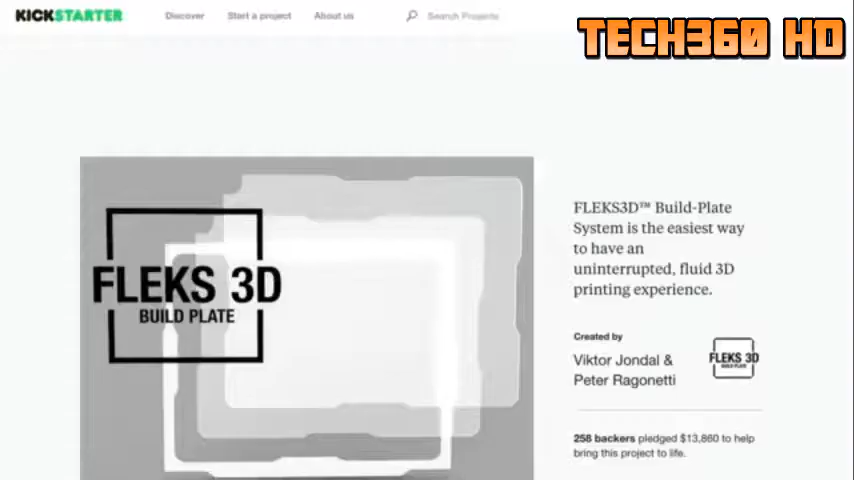 KICKSTARTER Discover Start a project About us Search Projects
TECH360 HD
FLEKS 3D
BUILD PLATE
FLEKS3D™ Build-Plate
System is the easiest way
to have an
uninterrupted, fluid 3D
printing experience.
Created by
Viktor Jondal &
Peter Ragonetti
FLEKS 3D
BUILD PLATE
258 backers pledged $13,860 to help
bring this project to life.